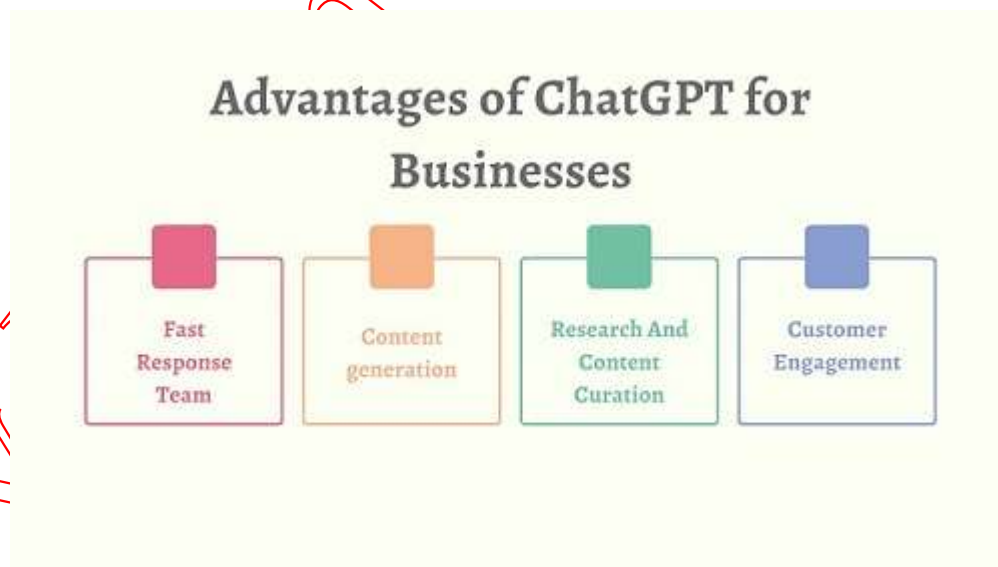 Advantages of ChatGPT for
Businesses
Fast
Response
Team
Content
generation
Research And
Content
Curation
Customer
Engagement